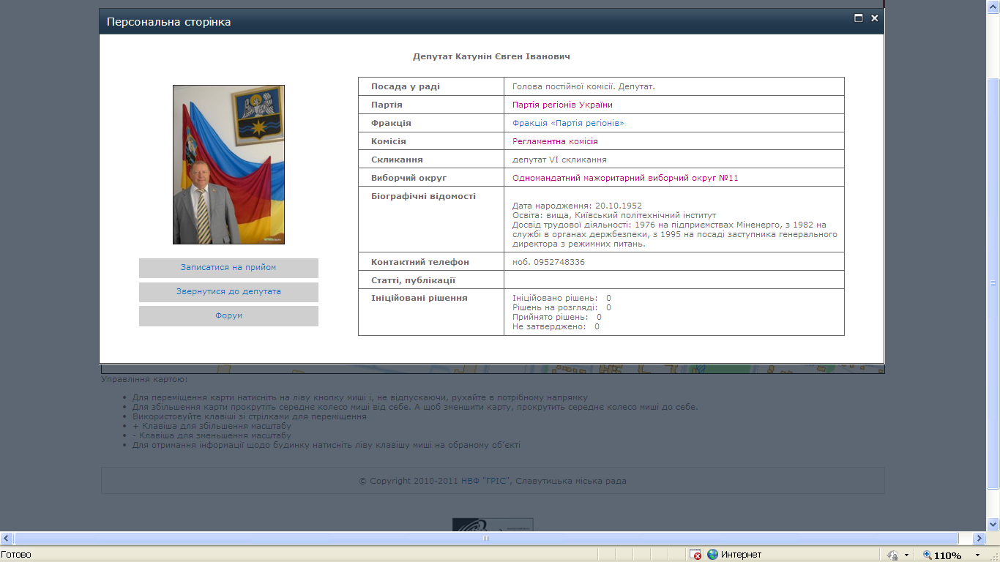 Персональна сторінка
Депутат Катунін Євген Іванович
Посада у раді
Голова постійної комісії. Депутат.
Партія
Партія регіонів України
Фракція
Фракція «Партія регіонів»
Комісія
Регламентна комісія
Скликання
депутат VI скликання
Виборчий округ
Одномандатний мажоритарний виборчий округ №11
Біографічні відомості
Дата народження: 20.10.1952
Освіта: вища, Київський політехнічний інститут
Досвід трудової діяльності: 1976 на підприємствах Міненерго, з 1982 на
службі в органах держбезпеки, з 1995 на посаді заступника генерального
директора з режимних питань.
Контактний телефон
моб. 0952748336
Статті, публікації
Ініційовані рішення
Ініційовано рішень: 0
Рішень на розгляді: 0
Прийнято рішень: 0
Не затверджено: 0
Записатися на прийом
Звернутися до депутата
Форум
Управління картою:
Для переміщення карти натисніть на ліву кнопку миші і, не відпускаючи, рухайте в потрібному напрямку
Для збільшення карти прокрутіть середнє колесо миші від себе. А щоб зменшити карту, прокрутить середнє колесо миші до себе.
Використовуйте клавіші зі стрілками для переміщення
+ Клавіша для збільшення масштабу
- Клавіша для зменьшення масштабу
Для отримання інформації щодо будинку натисніть ліву клавішу миші на обраному об'єкті
© Copyright 2010-2011 НВФ "ГРІС", Славутицька міська рада
Готово
Интернет
110%